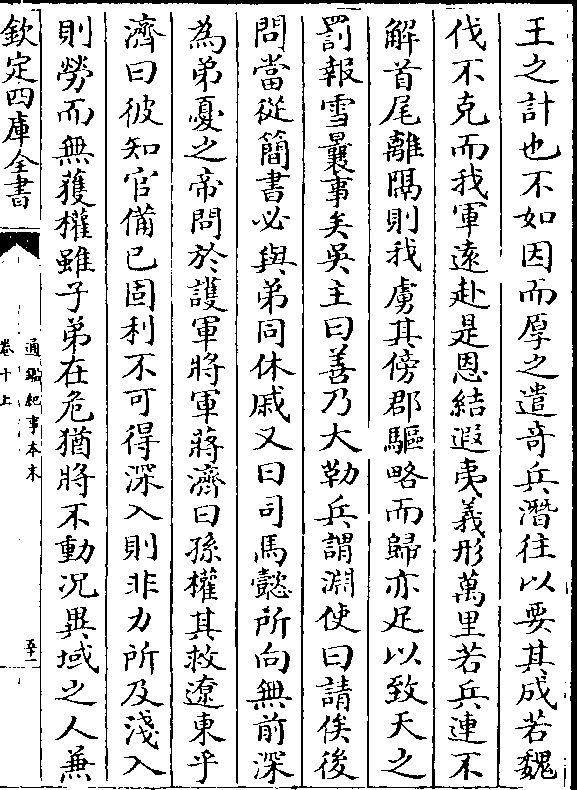 王之計也不如因而厚之遣奇兵潛往以要其成若魏
伐不克而我軍遠赴是恩結遐夷義形萬里若兵連不
解首尾離隔則我虜其傍郡驅略而歸亦足以致天之
罰報雪曩事矣吳主曰善乃大勒兵謂淵使曰請俟後
問當從簡書必與弟同休戚又曰司馬懿所向無前深
為弟憂之帝問於護軍將軍蔣濟曰孫權其救遼東乎
濟曰彼知官備已固利不可得深入則非力所及淺入
則勞而無獲權雖子弟在危猶將不動况異域之人兼
欽定四庫全書
通鑑紀事本末
卷十上
五十二